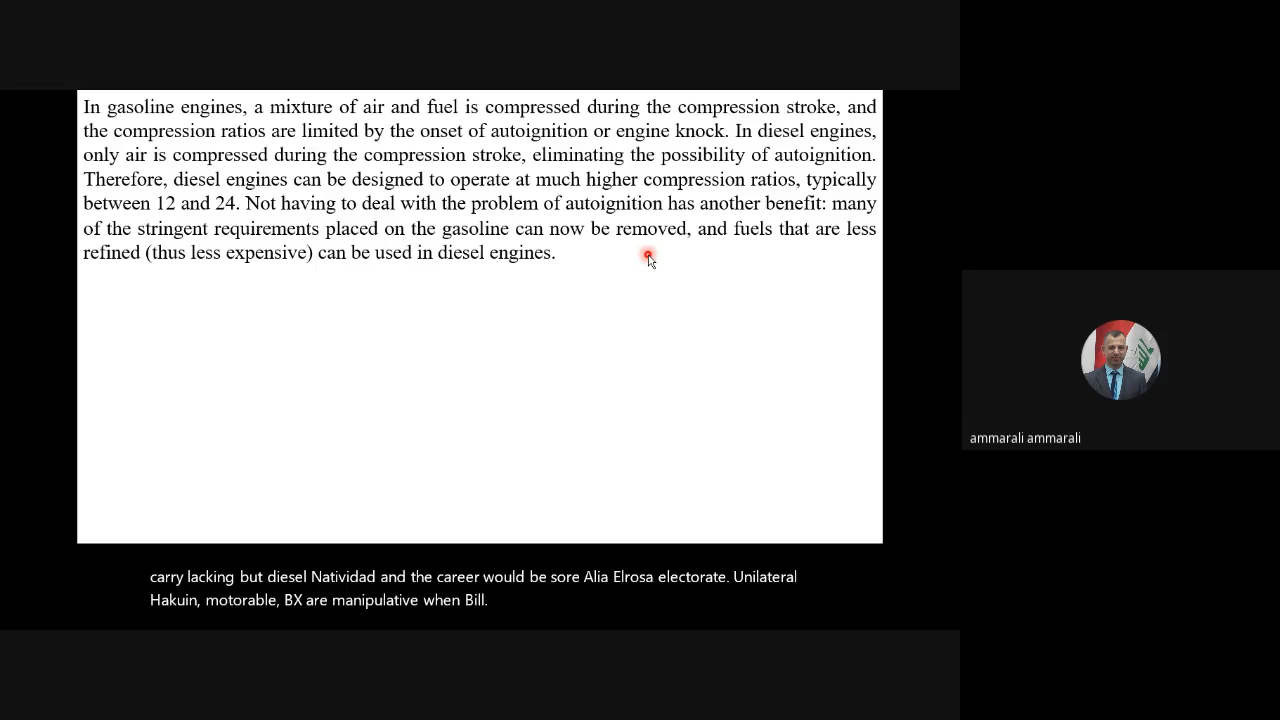 In gasoline engines, a mixture of air and fuel is compressed during the compression stroke, and
the compression ratios are limited by the onset of autoignition or engine knock. In diesel engines,
only air is compressed during the compression stroke, eliminating the possibility of autoignition.
Therefore, diesel engines can be designed to operate at much higher compression ratios, typically
between 12 and 24. Not having to deal with the problem of autoignition has another benefit: many
of the stringent requirements placed on the gasoline can now be removed, and fuels that are less
refined (thus less expensive) can be used in diesel engines.
ammarali ammarali
carry lacking but diesel Natividad and the career would be sore Alia Elrosa electorate. Unilateral
Hakuin, motorable, BX are manipulative when Bill.